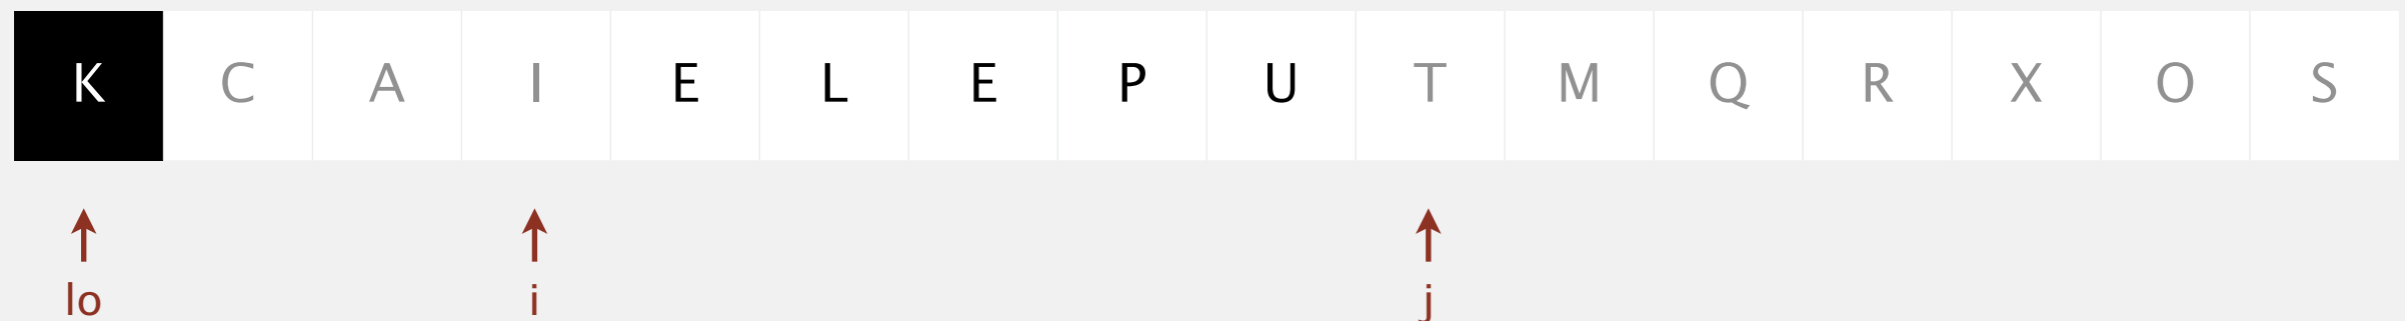 K C A I E L E P U T M Q R X O S
lo i j